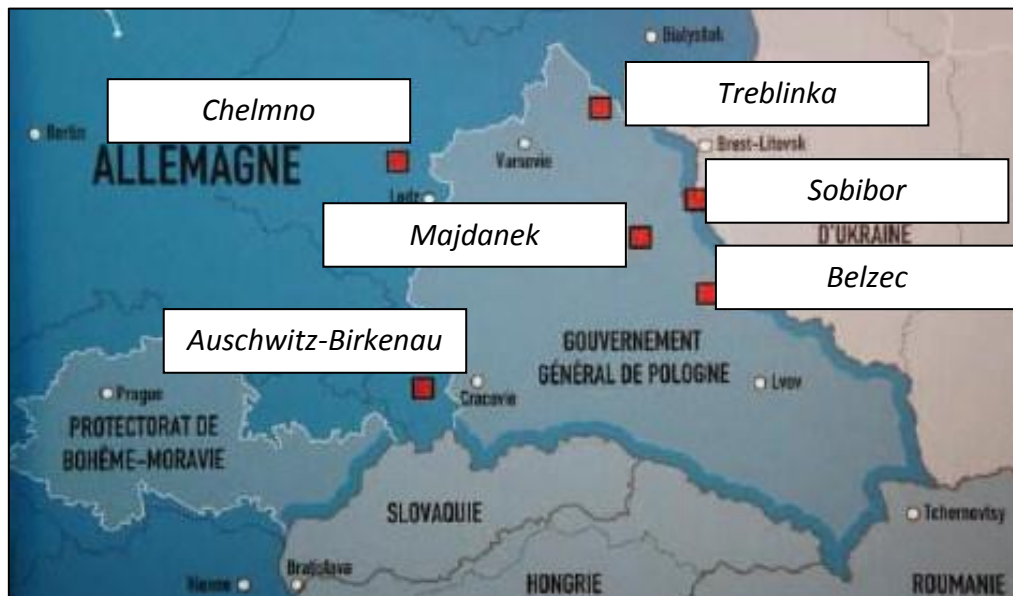 Bialystok
Treblinka
Chelmno
Berlin
ALLEMAGNE
Varsovie
Brest-Litovsk
Lodz
Sobibor
Majdanek
D'UKRAINE
Belzec
Auschwitz-Birkenau
GOUVERNEMENT
GÉNÉRAL DE POLOGNE
Prague
Cracovie
Lvov
PROTECTORAT DE
BOHÊME-MORAVIE
SLOVAQUIE
Tchernovtsy
Bratislava
Vienne
HONGRIE
ROUMANIE